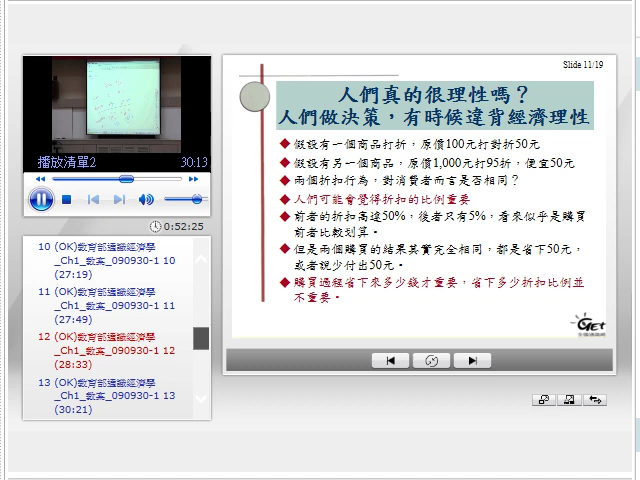 播放清單2
30:13
0:52:25
10 (OK)教育部通識經濟學
_Ch1_教案_090930-1 10
(27:19)
11 (OK)教育部通識經濟學
_Ch1_教案_090930-1 11
(27:49)
12 (OK)教育部通識經濟學
_Ch1_教案_090930-1 12
(28:33)
13 (OK)教育部通識經濟學
_Ch1_教案_090930-1 13
(30:21)
Slide 11/19
人們真的很理性嗎？
人們做決策，有時候違背經濟理性
假設有一個商品打折，原價100元打對折50元
假設有另一個商品，原價1,000元打95折，便宜50元
兩個折扣行為，對消費者而言是否相同？
人們可能會覺得折扣的比例重要
前者的折扣高達50%，後者只有5%，看來似乎是購買
前者比較划算。
但是兩個購買的結果其實完全相同，都是省下50元，
或者說少付出50元。
購買過程省下來多少錢才重要，省下多少折扣比例並
不重要。
GET